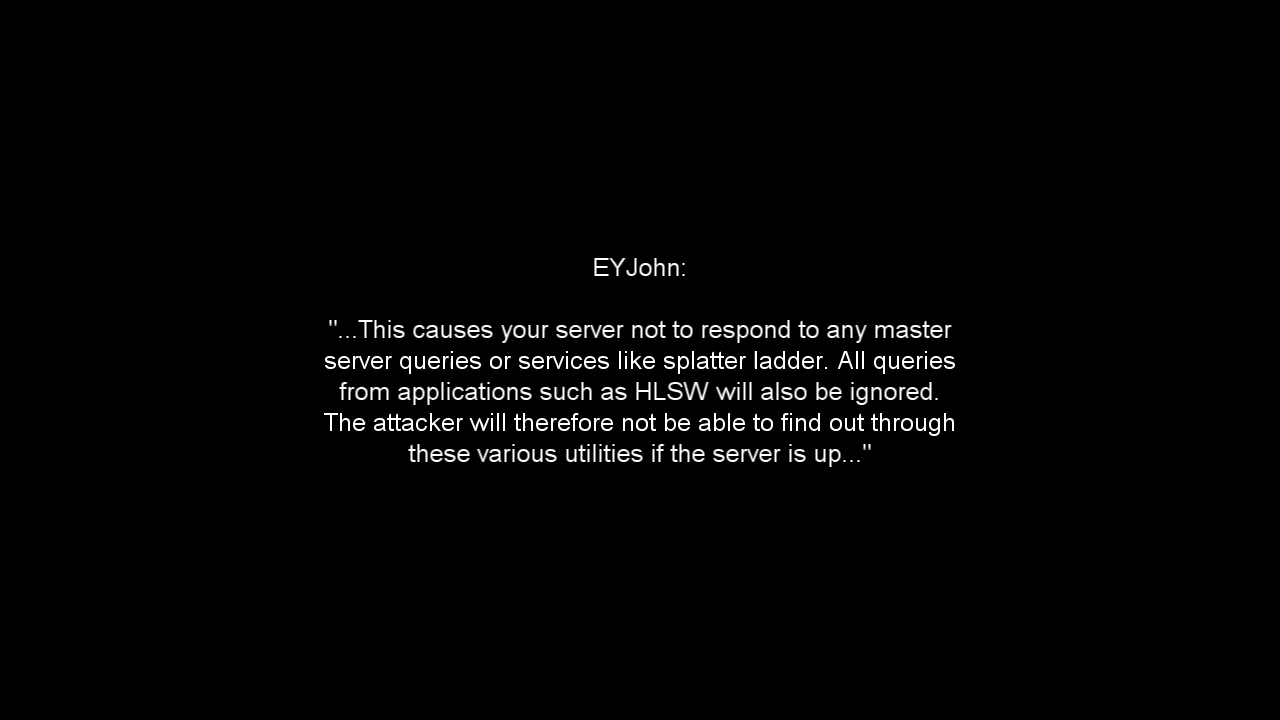 EYJohn:
"...This causes your server not to respond to any master
server queries or services like splatter ladder. All queries
from applications such as HLSW will also be ignored.
The attacker will therefore not be able to find out through
these various utilities if the server is up..."